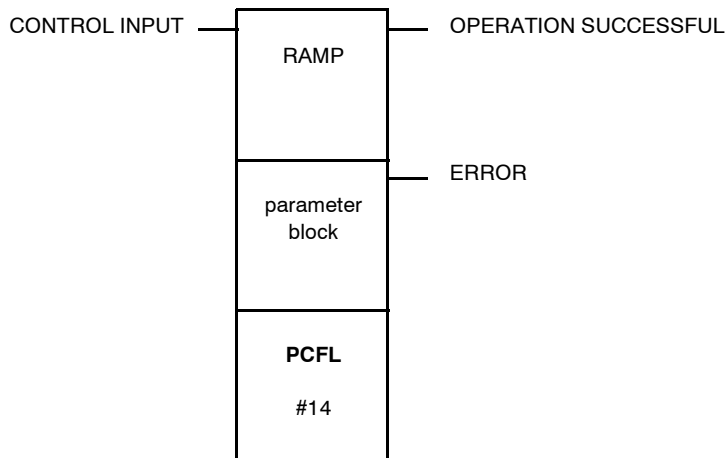 CONTROL INPUT
OPERATION SUCCESSFUL
RAMP
ERROR
parameter
block
PCFL
#14